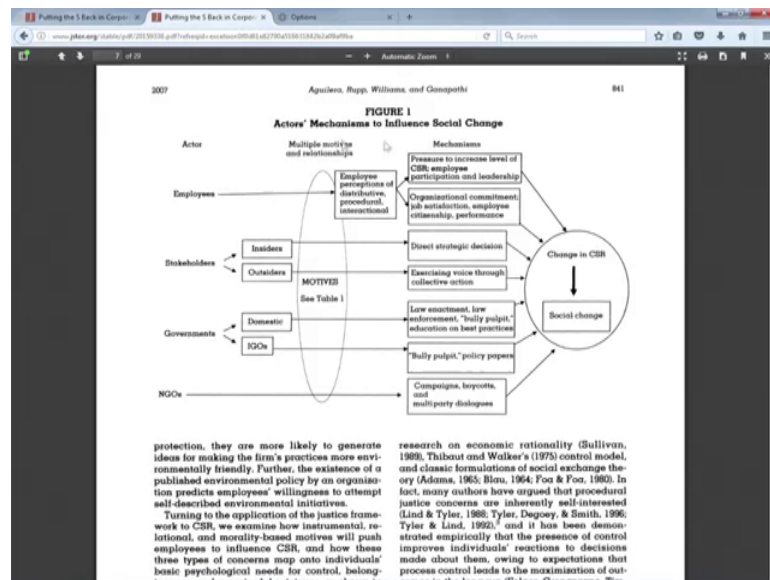 Putting the S Back in Corpor
Putting the S Back in Corpor
Options
Search
7 of 29
Automatic Zoom
2007
Aguilera, Rupp, Williams, and Ganapathi
841
FIGURE 1
Actors' Mechanisms to Influence Social Change
Actor
Multiple motives
and relationships
Mechanisms
Employees
Employee
perceptions of
distributive,
procedural,
interactional
Pressure to increase level of
CSR; employee
participation and leadership
Organizational commitment;
job satisfaction, employee
citizenship, performance
Stakeholders
Insiders
Outsiders
Direct strategic decision
Exercising voice through
collective action
MOTIVES
See Table 1
Change in CSR
Social change
Governments
Domestic
IGOs
Law enactment, law
enforcement, "bully pulpit,"
education on best practices
"Bully pulpit," policy papers
NGOs
Campaigns, boycotts,
and
multiparty dialogues
protection, they are more likely to generate
ideas for making the firm's practices more envi-
ronmentally friendly. Further, the existence of a
published environmental policy by an organiza-
tion predicts employees' willingness to attempt
self-described environmental initiatives.
Turning to the application of the justice frame-
work to CSR, we examine how instrumental, re-
lational, and morality-based motives will push
employees to influence CSR, and how these
three types of concerns map onto individuals'
basic psychological needs for control, belong-
research on economic rationality (Sullivan,
1989), Thibaut and Walker's (1975) control model,
and classic formulations of social exchange the-
ory (Adams, 1965; Blau, 1964; Foa & Foa, 1980). In
fact, many authors have argued that procedural
justice concerns are inherently self-interested
(Lind & Tyler, 1988; Tyler, Degoey, & Smith, 1996;
Tyler & Lind, 1992), and it has been demon-
strated empirically that the presence of control
improves individuals' reactions to decisions
made about them, owing to expectations that
process control leads to the maximization of out-